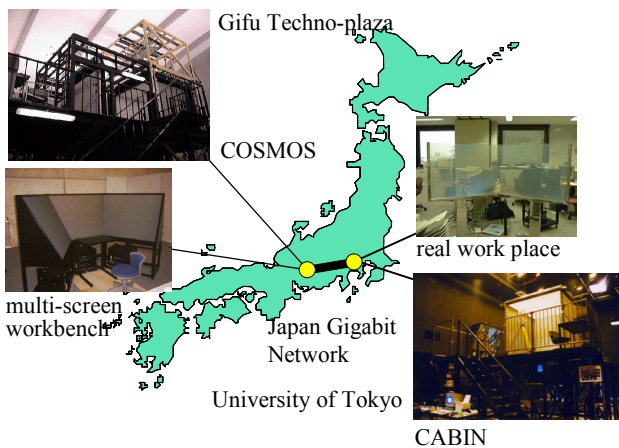 Gifu Techno-plaza
COSMOS
real work place
multi-screen
workbench
Japan Gigabit
Network
University of Tokyo
CABIN